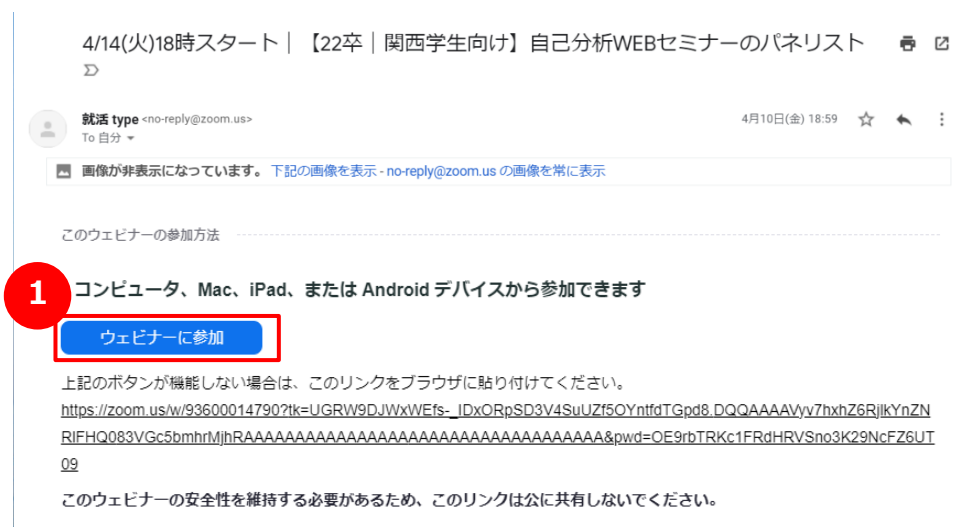 4/14(火)18時スタート｜【22卒｜関西学生向け】自己分析WEBセミナーのパネリスト
就活 type <no-reply@zoom.us>
4月10日(金) 18:59
To 自分
画像が非表示になっています。 下記の画像を表示 - no-reply@zoom.us の画像を常に表示
このウェビナーの参加方法
1
コンピュータ、Mac、iPad、または Android デバイスから参加できます
ウェビナーに参加
上記のボタンが機能しない場合は、このリンクをブラウザに貼り付けてください。
https://zoom.us/w/93600014790?tk=UGRW9DJWxWEfs-_IDxORpSD3V4SuUZf5OYntfdTGpd8.DQQAAAAVyv7hxhZ6RjlkYnZN
RlFHQ083VGc5bmhrMjhRAAAAAAAAAAAAAAAAAAAAAAAAAAAAAAAAAAA&pwd=OE9rbTRKc1FRdHRVSno3K29NcFZ6UT
09
このウェビナーの安全性を維持する必要があるため、このリンクは公に共有しないでください。